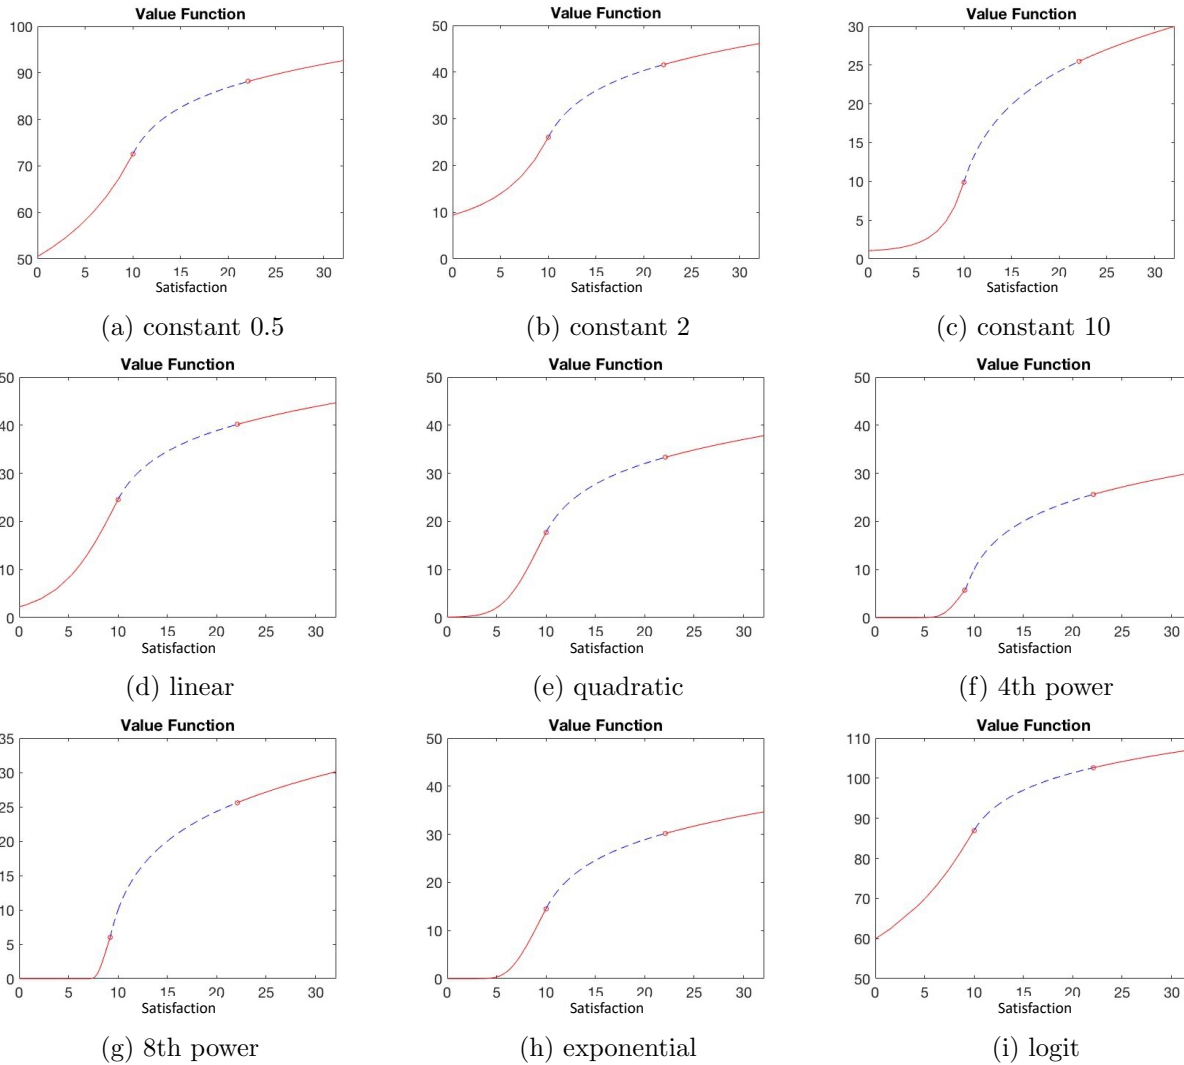 Value Function Value Function Value Function
100 50 30
90 40 25
80 30 20
70 20 15
60 10 10
50 0 5
0
0 5 10 15 20 25 30 0 5 10 15 20 25 30 0 5 10 15 20 25 30
Satisfaction Satisfaction Satisfaction
(a) constant 0.5 (b) constant 2 (c) constant 10
Value Function Value Function Value Function
50 50 50
40 40 40
30 30 30
20 20 20
10 10 10
0 0 0
0 5 10 15 20 25 30 0 5 10 15 20 25 30 0 5 10 15 20 25 30
Satisfaction Satisfaction Satisfaction
(d) linear (e) quadratic (f) 4th power
Value Function Value Function Value Function
35 50 110
30 40 100
25 30 90
20 20 80
15 10 70
10 0 60
5 50
0
0 5 10 15 20 25 30 0 5 10 15 20 25 30 0 5 10 15 20 25 30
Satisfaction Satisfaction Satisfaction
(g) 8th power (h) exponential (i) logit